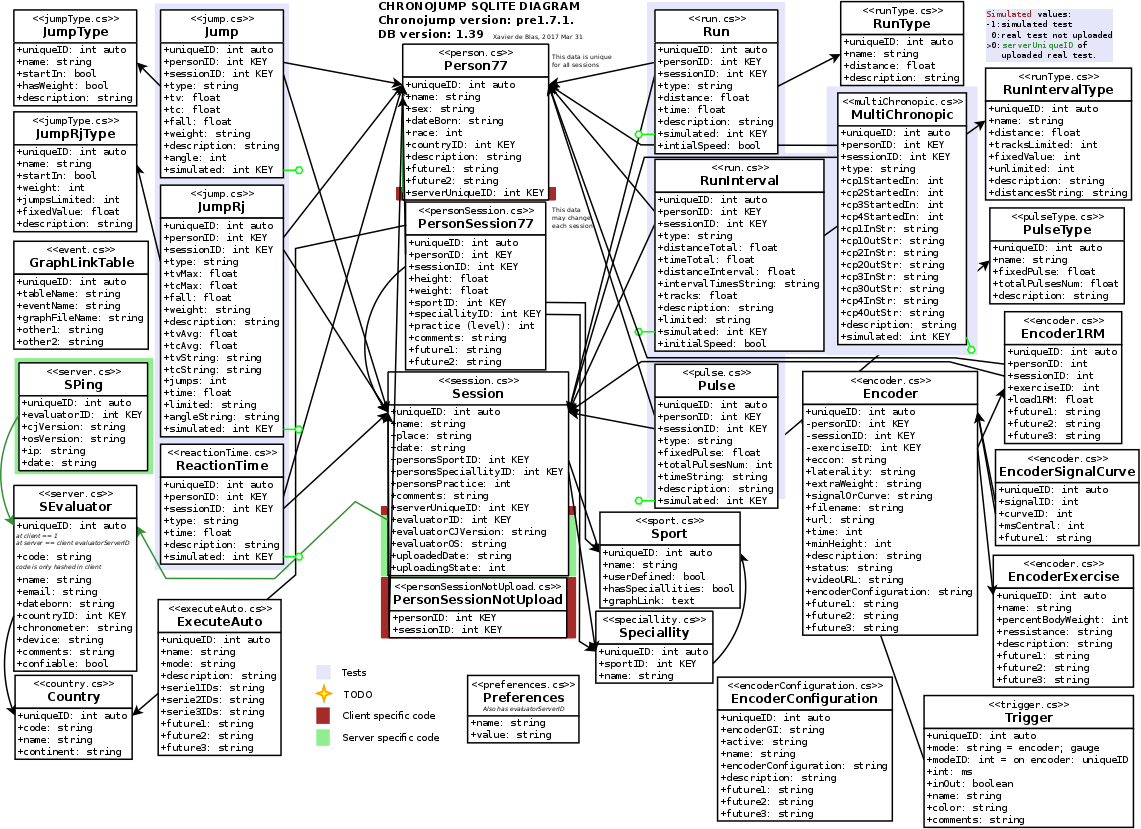 CHRONOJUMP SQLITE DIAGRAM
Chronojump version: pre1.7.1.
DB version: 1.39 Xavier de Blas, 2017 Mar 31
<<jumpType.cs>>
JumpType
+uniqueID: int auto
+name: string
+startIn: bool
+hasWeight: bool
+description: string
<<jumpType.cs>>
JumpRjType
+uniqueID: int auto
+name: string
+startIn: bool
+weight: int
+jumpsLimited: int
+fixedValue: float
+description: string
<<event.cs>>
GraphLinkTable
+uniqueID: int auto
+tableName: string
+eventName: string
+graphFileName: string
+other1: string
+other2: string
<<server.cs>>
SPing
+uniqueID: int auto
+evaluatorID: int KEY
+cjVersion: string
+osVersion: string
+ip: string
+date: string
<<server.cs>>
SEvaluator
+uniqueID: int auto
at client == 1
at server == client evaluatorServerID
+code: string
code is only hashed in client
+name: string
+email: string
+dateborn: string
+countryID: int KEY
+chronometer: string
+device: string
+comments: string
+confiable: bool
<<country.cs>>
Country
+uniqueID: int auto
+code: string
+name: string
+continent: string
<<jump.cs>>
Jump
+uniqueID: int auto
+personID: int KEY
+sessionID: int KEY
+type: string
+tv: float
+tc: float
+fall: float
+weight: string
+description: string
+angle: int
+simulated: int KEY
<<jump.cs>>
JumpRj
+uniqueID: int auto
+personID: int KEY
+sessionID: int KEY
+type: string
+tvMax: float
+tcMax: float
+fall: float
+weight: string
+description: string
+tvAvg: float
+tcAvg: float
+tvString: string
+tcString: string
+jumps: int
+time: float
+limited: string
+angleString: string
+simulated: int KEY
<<reactionTime.cs>>
ReactionTime
+uniqueID: int auto
+personID: int KEY
+sessionID: int KEY
+type: string
+time: float
+description: string
+simulated: int KEY
<<executeAuto.cs>>
ExecuteAuto
+uniqueID: int auto
+name: string
+mode: string
+description: string
+serie1IDs: string
+serie2IDs: string
+serie3IDs: string
+future1: string
+future2: string
+future3: string
<<person.cs>>
Person77
+uniqueID: int auto
+name: string
+sex: string
+dateBorn: string
+race: int
+countryID: int KEY
+description: string
+future1: string
+future2: string
+serverUniqueID: int KEY
This data is unique
for all sessions
<<personSession.cs>>
PersonSession77
+uniqueID: int auto
+personID: int KEY
+sessionID: int KEY
+height: float
+weight: float
+sportID: int KEY
+speciallityID: int KEY
+practice (level): int
+comments: string
+future1: string
+future2: string
This data
may change
each session
<<session.cs>>
Session
+uniqueID: int auto
+name: string
+place: string
+date: string
+personsSportID: int KEY
+personsSpeciallityID: int KEY
+personsPractice: int
+comments: string
+serverUniqueID: int KEY
+evaluatorID: int KEY
+evaluatorCJVersion: string
+evaluatorOS: string
+uploadedDate: string
+uploadingState: int
<<personSessionNotUpload.cs>>
PersonSessionNotUpload
+personID: int KEY
+sessionID: int KEY
Tests
TODO
Client specific code
Server specific code
<<preferences.cs>>
Preferences
Also has evaluatorServerID
+name: string
+value: string
<<run.cs>>
Run
+uniqueID: int auto
+personID: int KEY
+sessionID: int KEY
+type: string
+distance: float
+time: float
+description: string
+simulated: int KEY
+intialSpeed: bool
<<run.cs>>
RunInterval
+uniqueID: int auto
+personID: int KEY
+sessionID: int KEY
+type: string
+distanceTotal: float
+timeTotal: float
+distanceInterval: float
+intervalTimesString: string
+tracks: float
+description: string
+limited: string
+simulated: int KEY
+initialSpeed: bool
<<pulse.cs>>
Pulse
+uniqueID: int auto
+personID: int KEY
+sessionID: int KEY
+type: string
+fixedPulse: float
+totalPulsesNum: int
+timeString: string
+description: string
+simulated: int KEY
<<sport.cs>>
Sport
+uniqueID: int auto
+name: string
+userDefined: bool
+hasSpeciallities: bool
+graphLink: text
<<speciallity.cs>>
Speciallity
+uniqueID: int auto
+sportID: int KEY
+name: string
<<runType.cs>>
RunType
+uniqueID: int auto
+name: string
+distance: float
+description: string
<<multiChronopic.cs>>
MultiChronopic
+uniqueID: int auto
+personID: int KEY
+sessionID: int KEY
+type: string
+cp1StartedIn: int
+cp2StartedIn: int
+cp3StartedIn: int
+cp4StartedIn: int
+cp1InStr: string
+cp1OutStr: string
+cp2InStr: string
+cp2OutStr: string
+cp3InStr: string
+cp3OutStr: string
+cp4InStr: string
+cp4OutStr: string
+description: string
+simulated: int KEY
<<encoder.cs>>
Encoder
+uniqueID: int auto
-personID: int KEY
-sessionID: int KEY
-exerciseID: int KEY
+eccon: string
+laterality: string
+extraWeight: string
+signalOrCurve: string
+filename: string
+url: string
+time: int
+minHeight: int
+description: string
+status: string
+videoURL: string
+encoderConfiguration: string
+future1: string
+future2: string
+future3: string
<<encoderConfiguration.cs>>
EncoderConfiguration
+uniqueID: int auto
+encoderGI: string
+active: string
+name: string
+encoderConfiguration: string
+description: string
+future1: string
+future2: string
+future3: string
Simulated values:
-1:simulated test
0:real test not uploaded
>0:serverUniqueID of
uploaded real test.
<<runType.cs>>
RunIntervalType
+uniqueID: int auto
+name: string
+distance: float
+tracksLimited: int
+fixedValue: int
+unlimited: int
+description: string
+distancesString: string
<<pulseType.cs>>
PulseType
+uniqueID: int auto
+name: string
+fixedPulse: float
+totalPulsesNum: float
+description: string
<<encoder.cs>>
Encoder1RM
+uniqueID: int auto
+personID: int
+sessionID: int
+exerciseID: int
+load1RM: float
+future1: string
+future2: string
+future3: string
<<encoder.cs>>
EncoderSignalCurve
+uniqueID: int auto
+signalID: int
+curveID: int
+msCentral: int
+future1: string
<<encoder.cs>>
EncoderExercise
+uniqueID: int auto
+name: string
+percentBodyWeight: int
+ressistance: string
+description: string
+future1: string
+future2: string
+future3: string
<<trigger.cs>>
Trigger
+uniqueID: int auto
+mode: string = encoder; gauge
+modeID: int = on encoder: uniqueID
+int: ms
+inOut: boolean
+name: string
+color: string
+comments: string